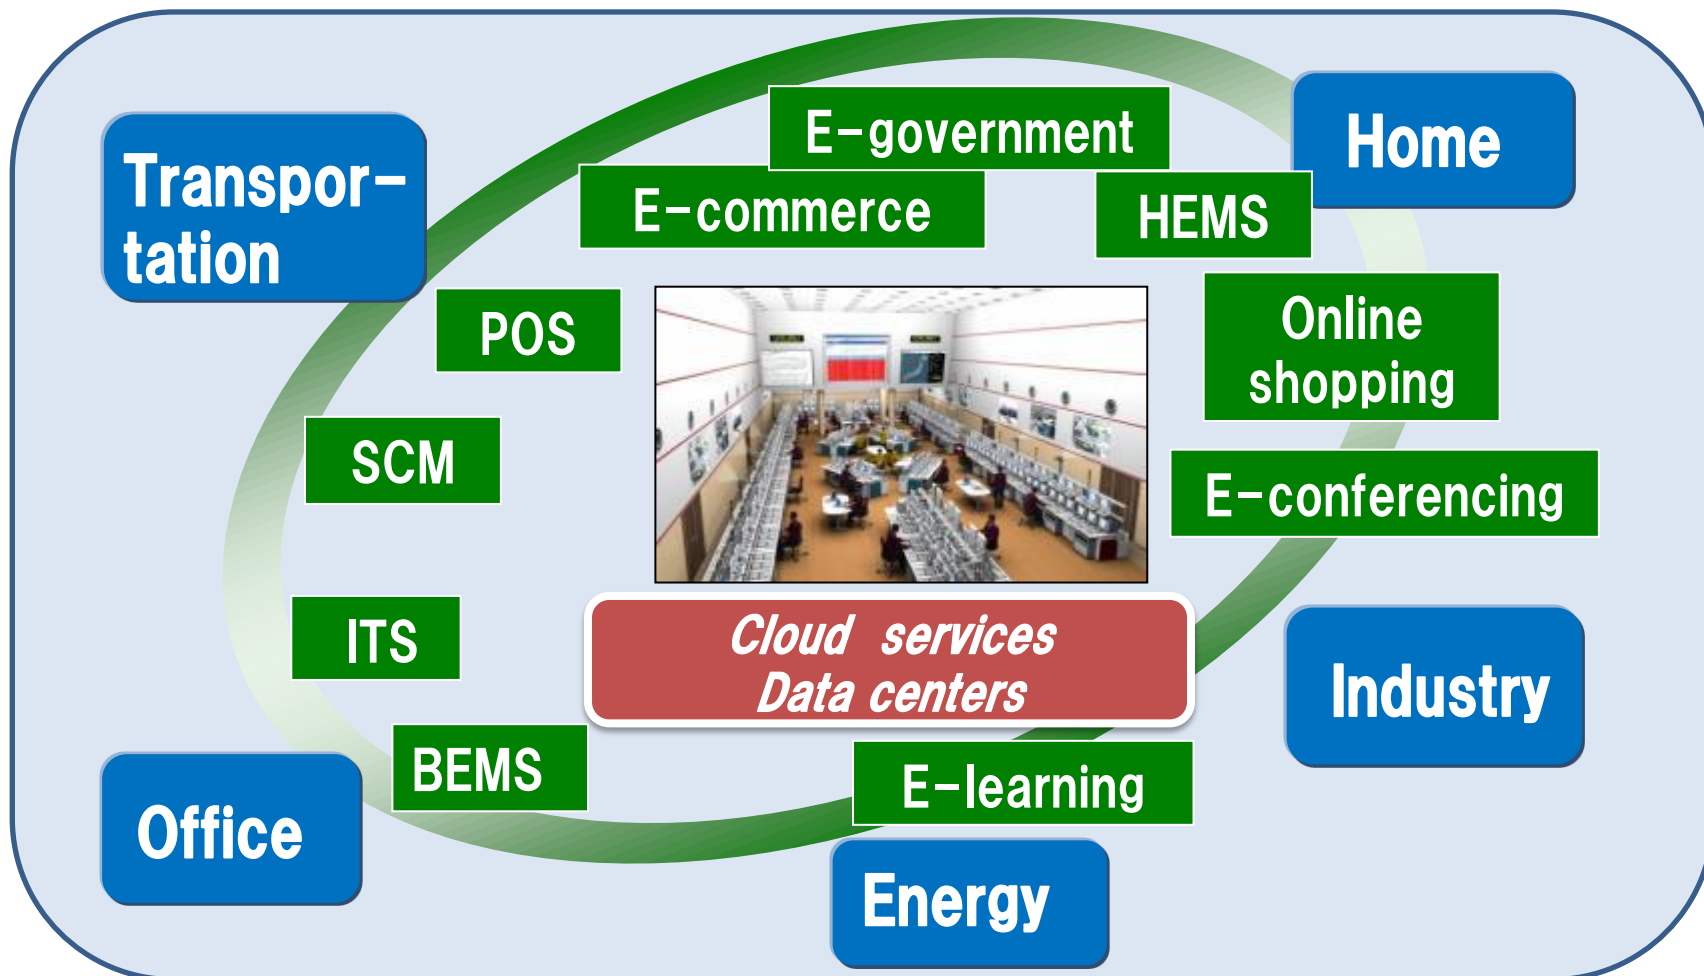 E-government
Home
Transpor-
tation
E-commerce
HEMS
POS
Online
shopping
SCM
E-conferencing
ITS
Cloud services
Data centers
Industry
BEMS
E-learning
Office
Energy